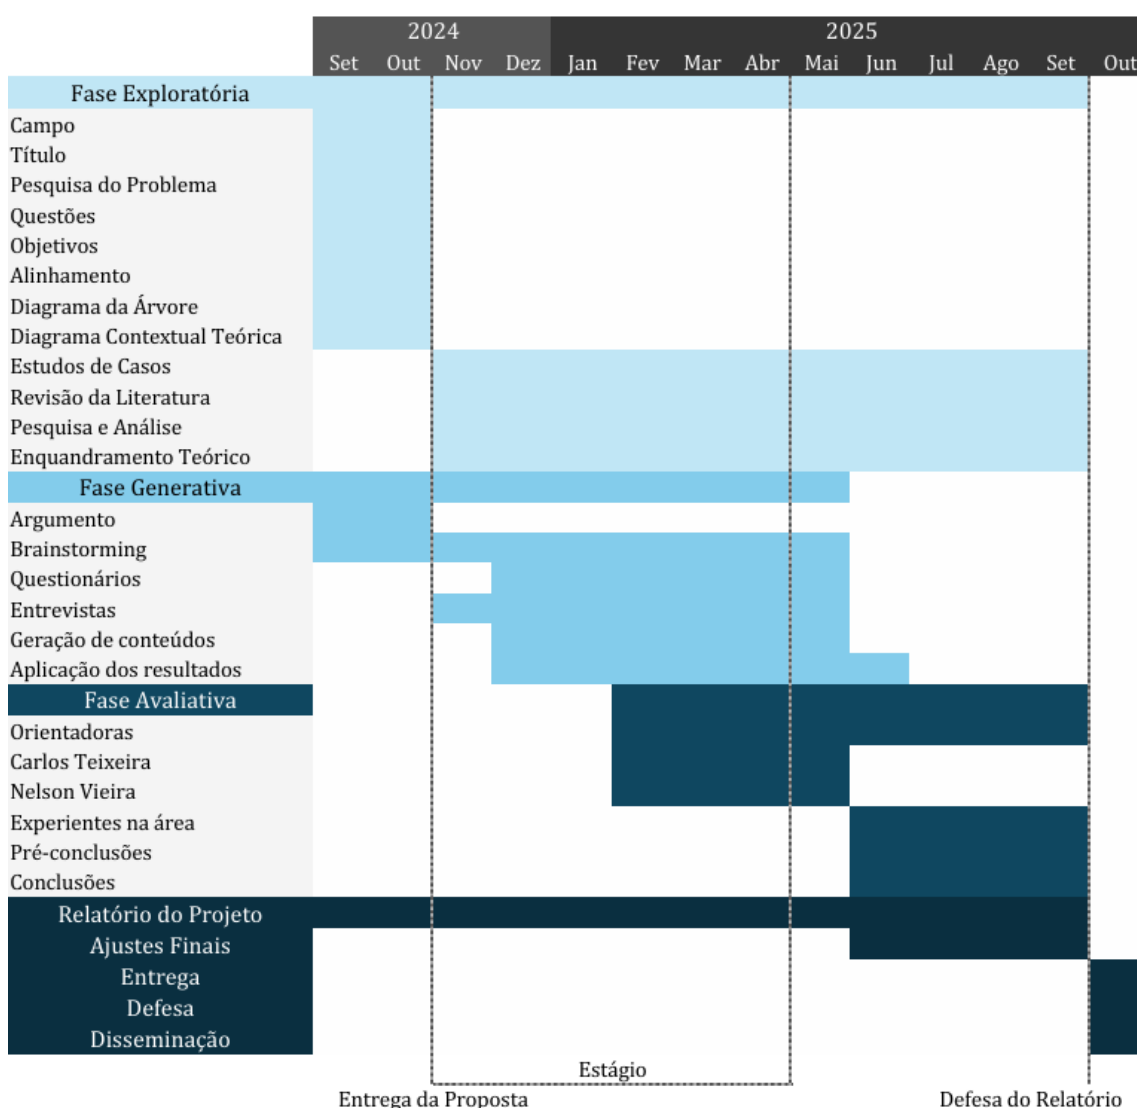 2024 2025
Set Out Nov Dez Jan Fev Mar Abr Mai Jun Jul Ago Set Out
Fase Exploratória
Campo
Título
Pesquisa do Problema
Questões
Objetivos
Alinhamento
Diagrama da Árvore
Diagrama Contextual Teórica
Estudos de Casos
Revisão da Literatura
Pesquisa e Análise
Enquandramento Teórico
Fase Generativa
Argumento
Brainstorming
Questionários
Entrevistas
Geração de conteúdos
Aplicação dos resultados
Fase Avaliativa
Orientadoras
Carlos Teixeira
Nelson Vieira
Experientes na área
Pré-conclusões
Conclusões
Relatório do Projeto
Ajustes Finais
Entrega
Defesa
Disseminação
Estágio
Entrega da Proposta Defesa do Relatório